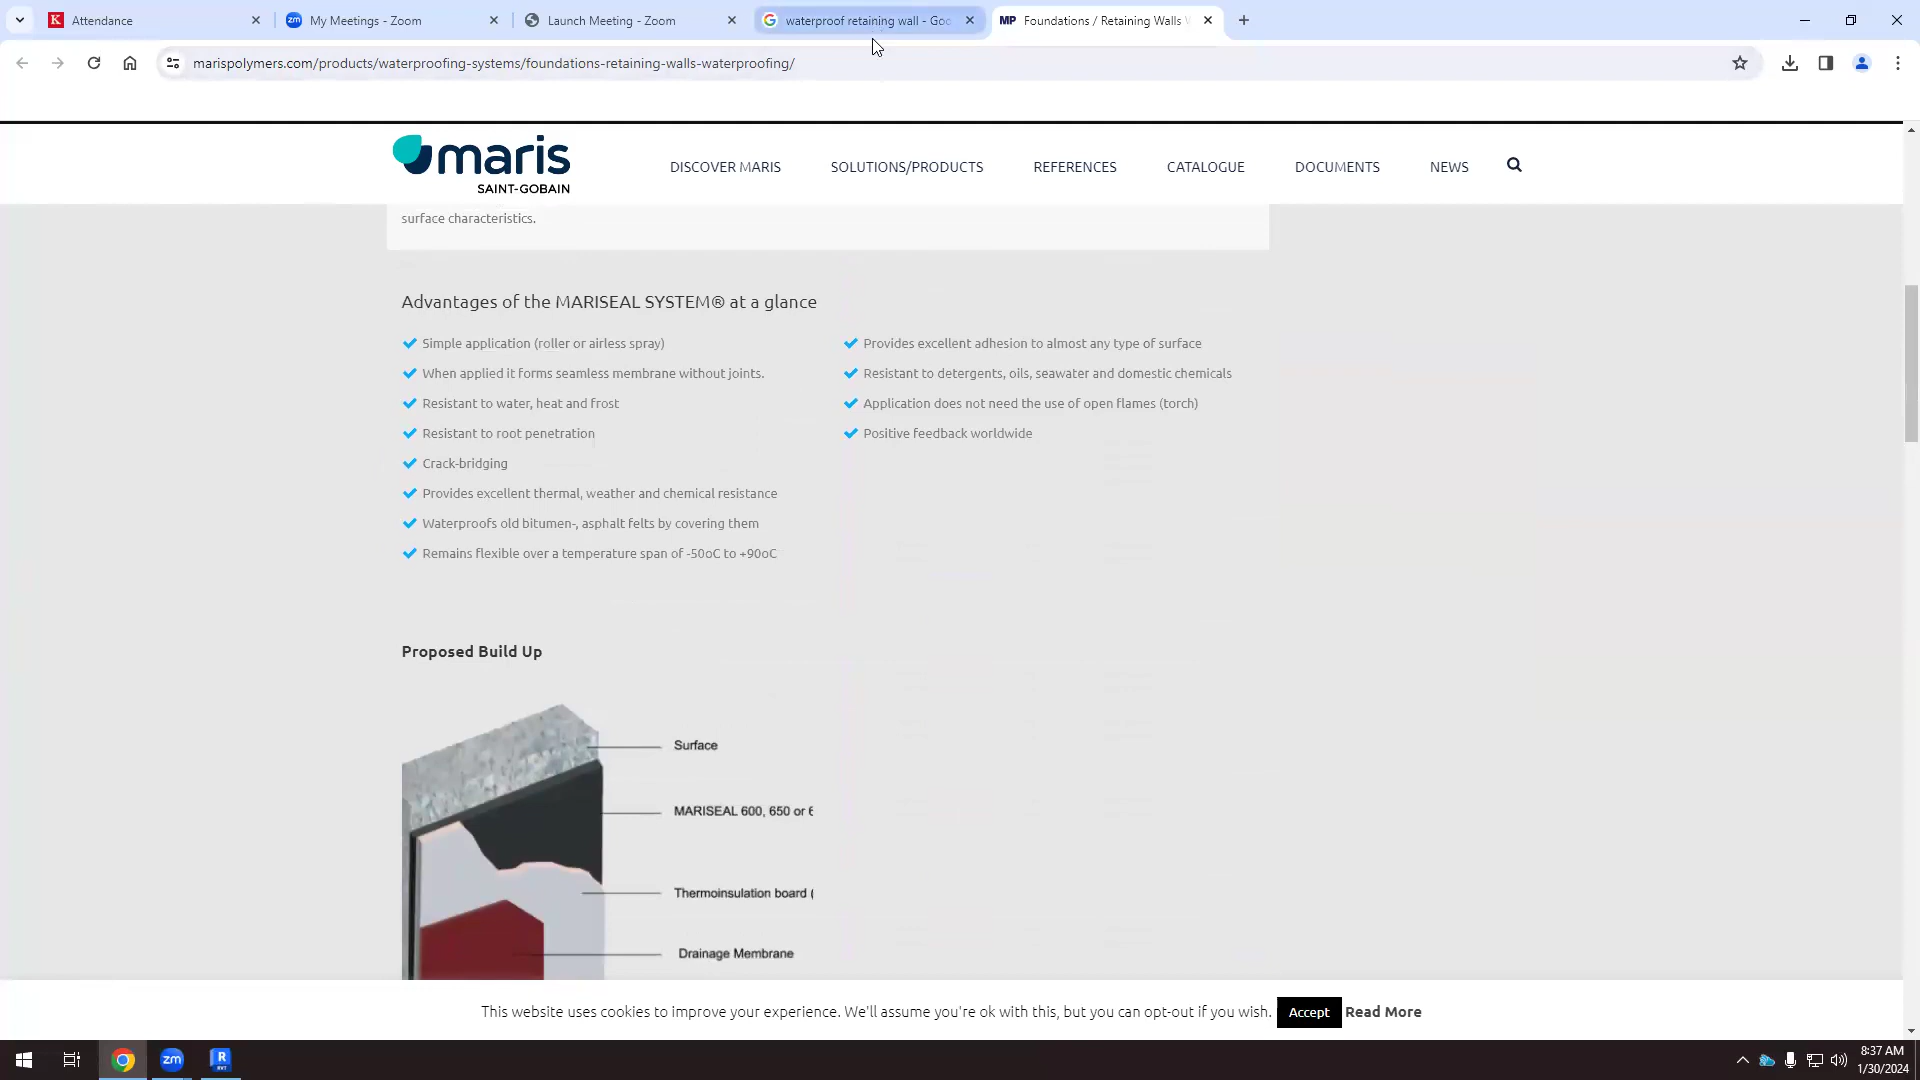 Attendance
My Meetings - Zoom
Launch Meeting - Zoom
waterproof retaining wall - Goo
MP Foundations / Retaining Walls
marispolymers.com/products/waterproofing-systems/foundations-retaining-walls-waterproofing/
maris
SAINT-GOBAIN
DISCOVER MARIS
SOLUTIONS/PRODUCTS
REFERENCES
CATALOGUE
DOCUMENTS
NEWS
surface characteristics.
Advantages of the MARISEAL SYSTEM® at a glance
Simple application (roller or airless spray)
When applied it forms seamless membrane without joints.
Resistant to water, heat and frost
Resistant to root penetration
Crack-bridging
Provides excellent thermal, weather and chemical resistance
Waterproofs old bitumen-, asphalt felts by covering them
Remains flexible over a temperature span of -50oC to +90oC
Provides excellent adhesion to almost any type of surface
Resistant to detergents, oils, seawater and domestic chemicals
Application does not need the use of open flames (torch)
Positive feedback worldwide
Proposed Build Up
Surface
MARISEAL 600, 650 or
Thermoinsulation board (
Drainage Membrane
This website uses cookies to improve your experience. We'll assume you're ok with this, but you can opt-out if you wish. Accept Read More
8:37 AM
1/30/2024